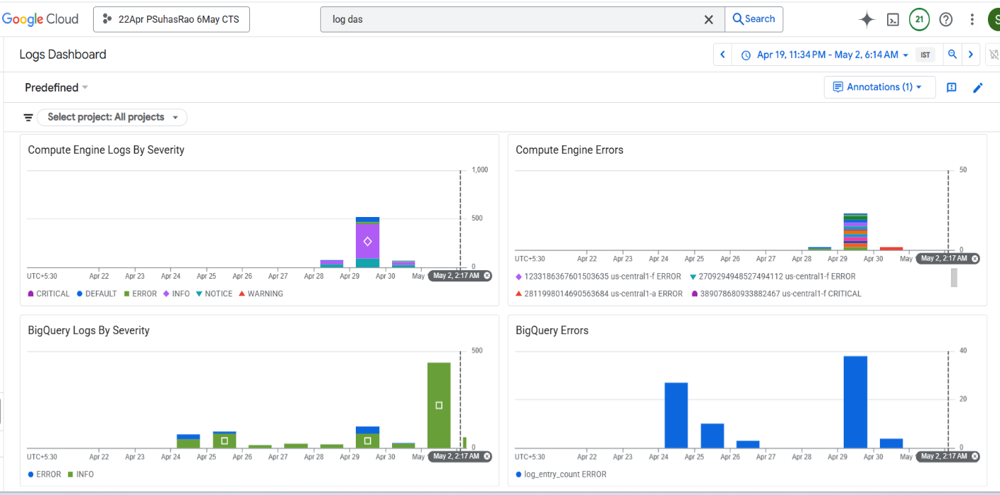 Google Cloud
22Apr PSuhasRao 6May CTS
log das
Search
21
S
Logs Dashboard
Apr 19, 11:34 PM - May 2, 6:14 AM
IST
Predefined
Annotations (1)
Select project: All projects
Compute Engine Logs By Severity
1,000
500
0
UTC+5:30 Apr 22 Apr 23 Apr 24 Apr 25 Apr 26 Apr 27 Apr 28 Apr 29 Apr 30 May
May 2, 2:17 AM
CRITICAL DEFAULT ERROR INFO NOTICE WARNING
Compute Engine Errors
50
0
UTC+5:30 Apr 22 Apr 23 Apr 24 Apr 25 Apr 26 Apr 27 Apr 28 Apr 29 Apr 30 May
May 2, 2:17 AM
1233186367601503635 us-central1-f ERROR 2709294948527494112 us-central1-f ERROR
2811998014690563684 us-central1-a ERROR 389078680933882467 us-central1-f CRITICAL
BigQuery Logs By Severity
500
0
UTC+5:30 Apr 22 Apr 23 Apr 24 Apr 25 Apr 26 Apr 27 Apr 28 Apr 29 Apr 30 May
May 2, 2:17 AM
ERROR INFO
BigQuery Errors
40
20
0
UTC+5:30 Apr 22 Apr 23 Apr 24 Apr 25 Apr 26 Apr 27 Apr 28 Apr 29 Apr 30 May
May 2, 2:17 AM
log_entry_count ERROR